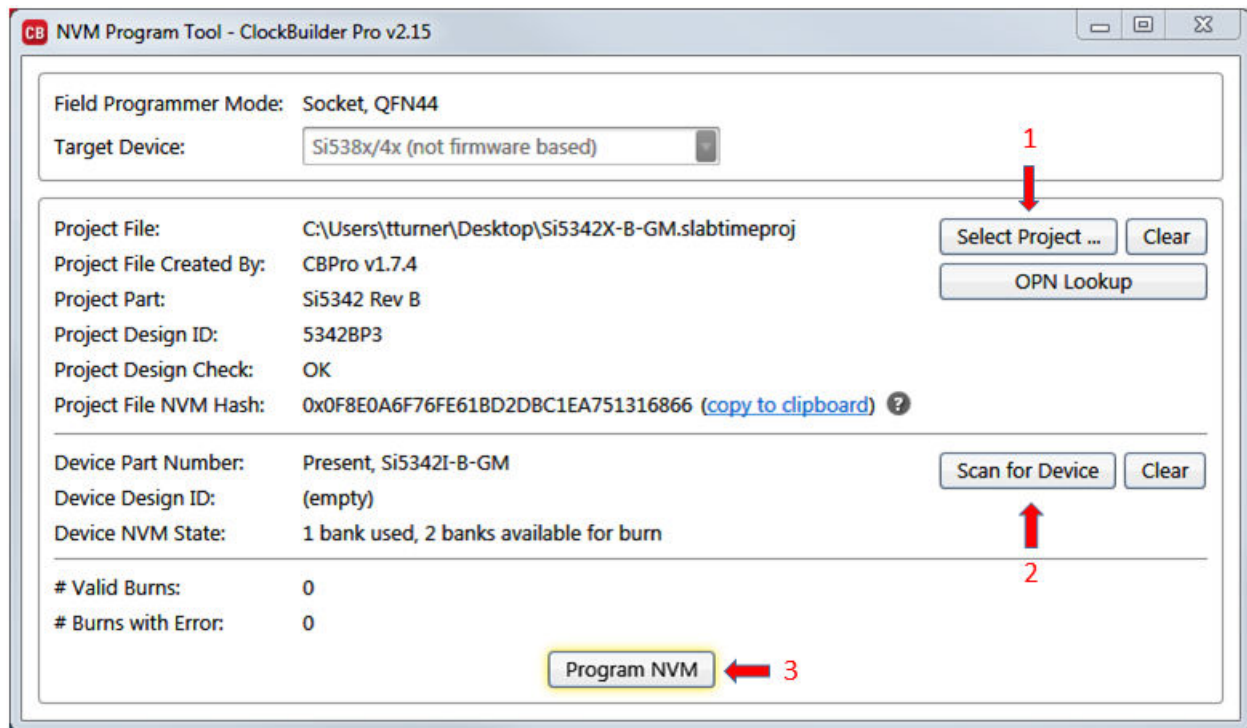 CB NVM Program Tool - ClockBuilder Pro v2.15
Field Programmer Mode: Socket, QFN44
Target Device: Si538x/4x (not firmware based)
1
Project File: C:\Users\tturner\Desktop\Si5342X-B-GM.slabtimeproj Select Project ... Clear
Project File Created By: CBPro v1.7.4
OPN Lookup
Project Part: Si5342 Rev B
Project Design ID: 5342BP3
Project Design Check: OK
Project File NVM Hash: 0x0F8E0A6F76FE61BD2DBC1EA751316866 (copy to clipboard) ?
Device Part Number: Present, Si5342I-B-GM Scan for Device Clear
Device Design ID: (empty)
Device NVM State: 1 bank used, 2 banks available for burn
2
# Valid Burns: 0
# Burns with Error: 0
Program NVM 3